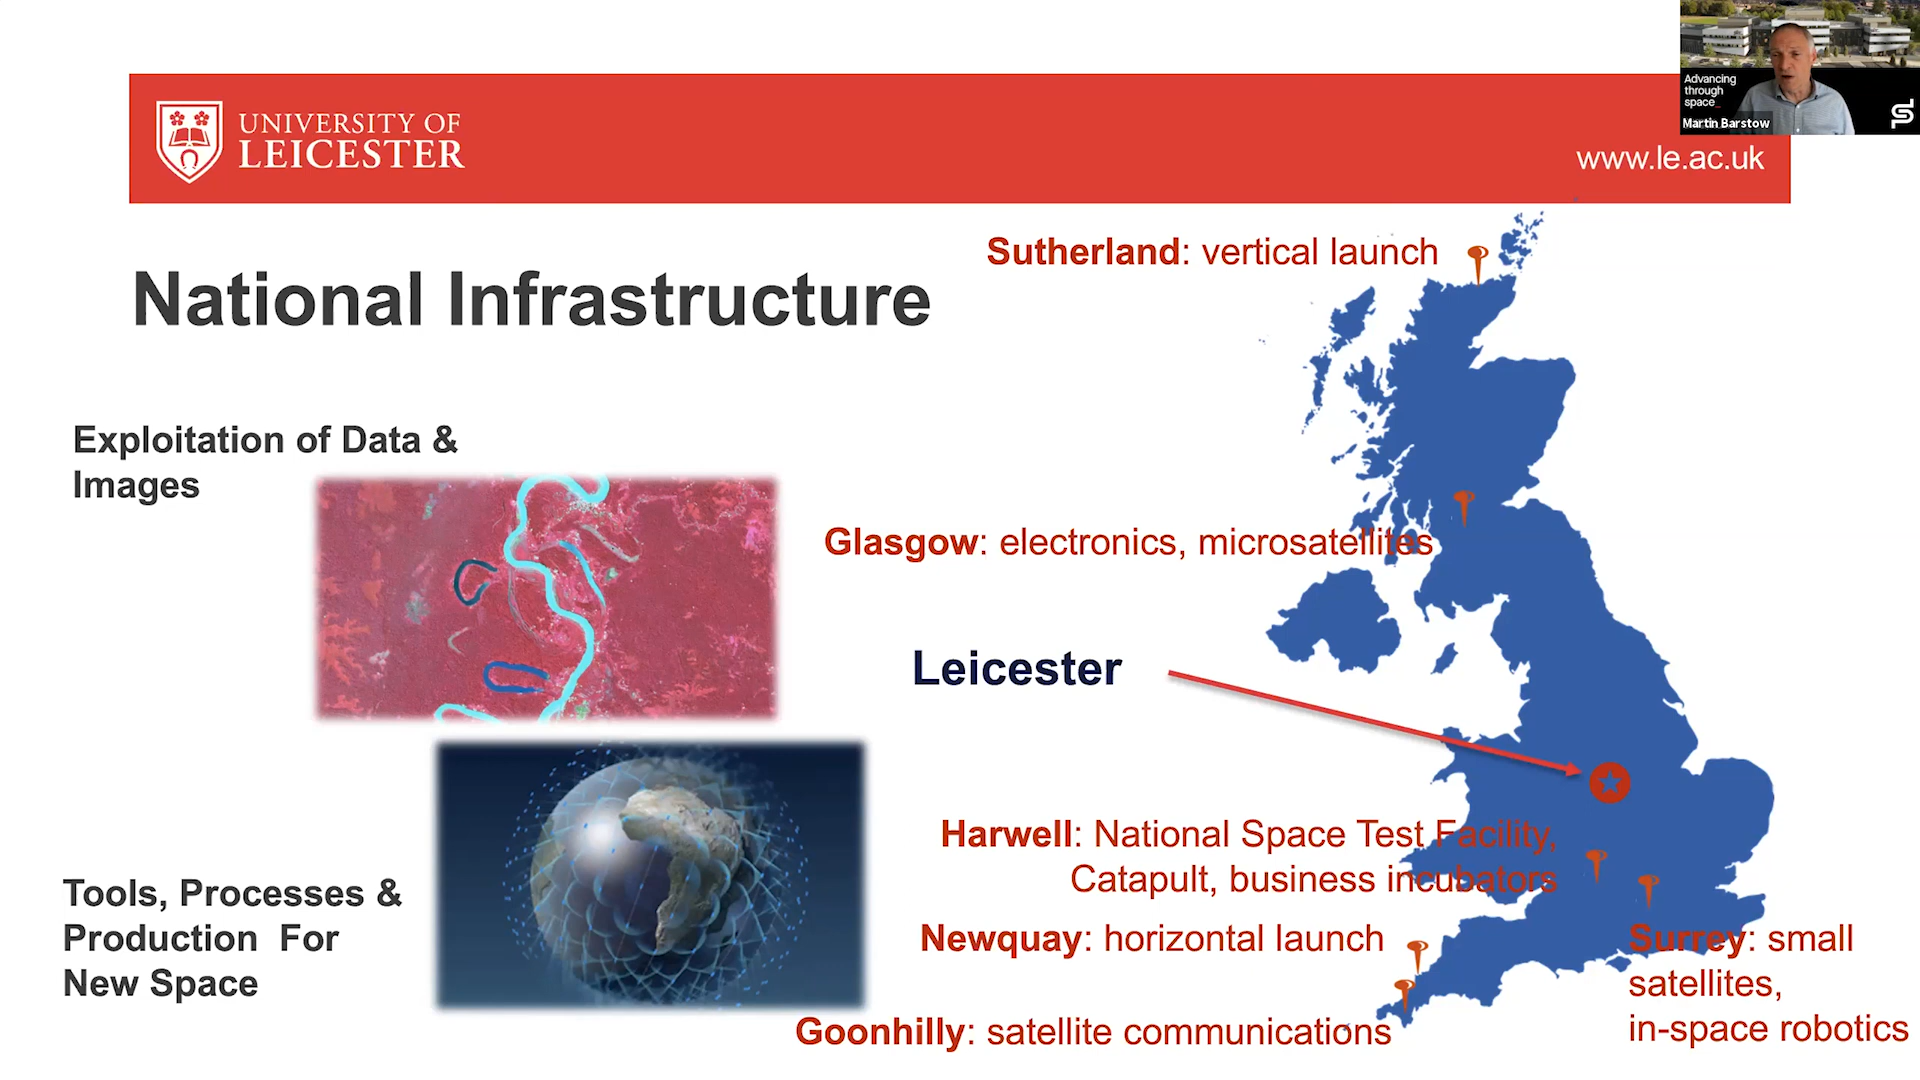 UNIVERSITY OF
LEICESTER
Advancing
through
space_
Martin Barstow
www.le.ac.uk
National Infrastructure
Sutherland: vertical launch
Exploitation of Data &
Images
Glasgow: electronics, microsatellites
Leicester
Harwell: National Space Test Facility,
Catapult, business incubators
Tools, Processes &
Production For
New Space
Newquay: horizontal launch
Surrey: small
satellites,
in-space robotics
Goonhilly: satellite communications